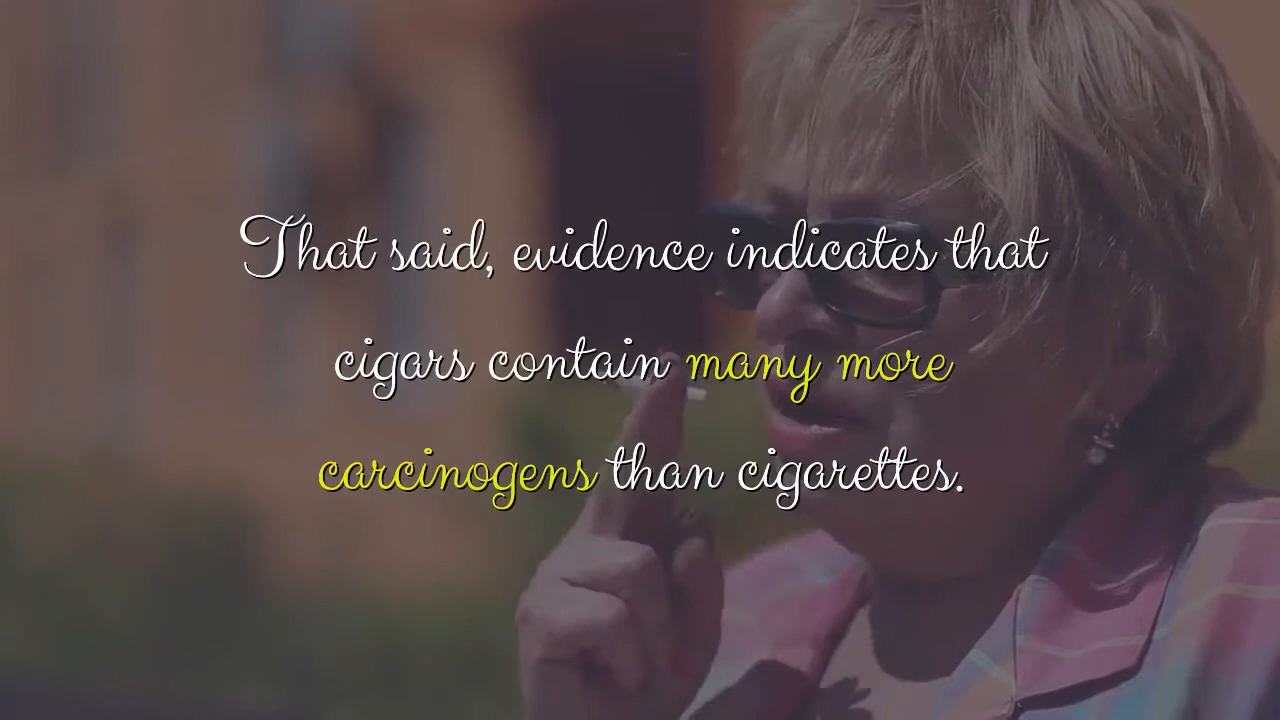 That said, evidence indicates that
cigars contain many more
carcinogens than cigarettes.